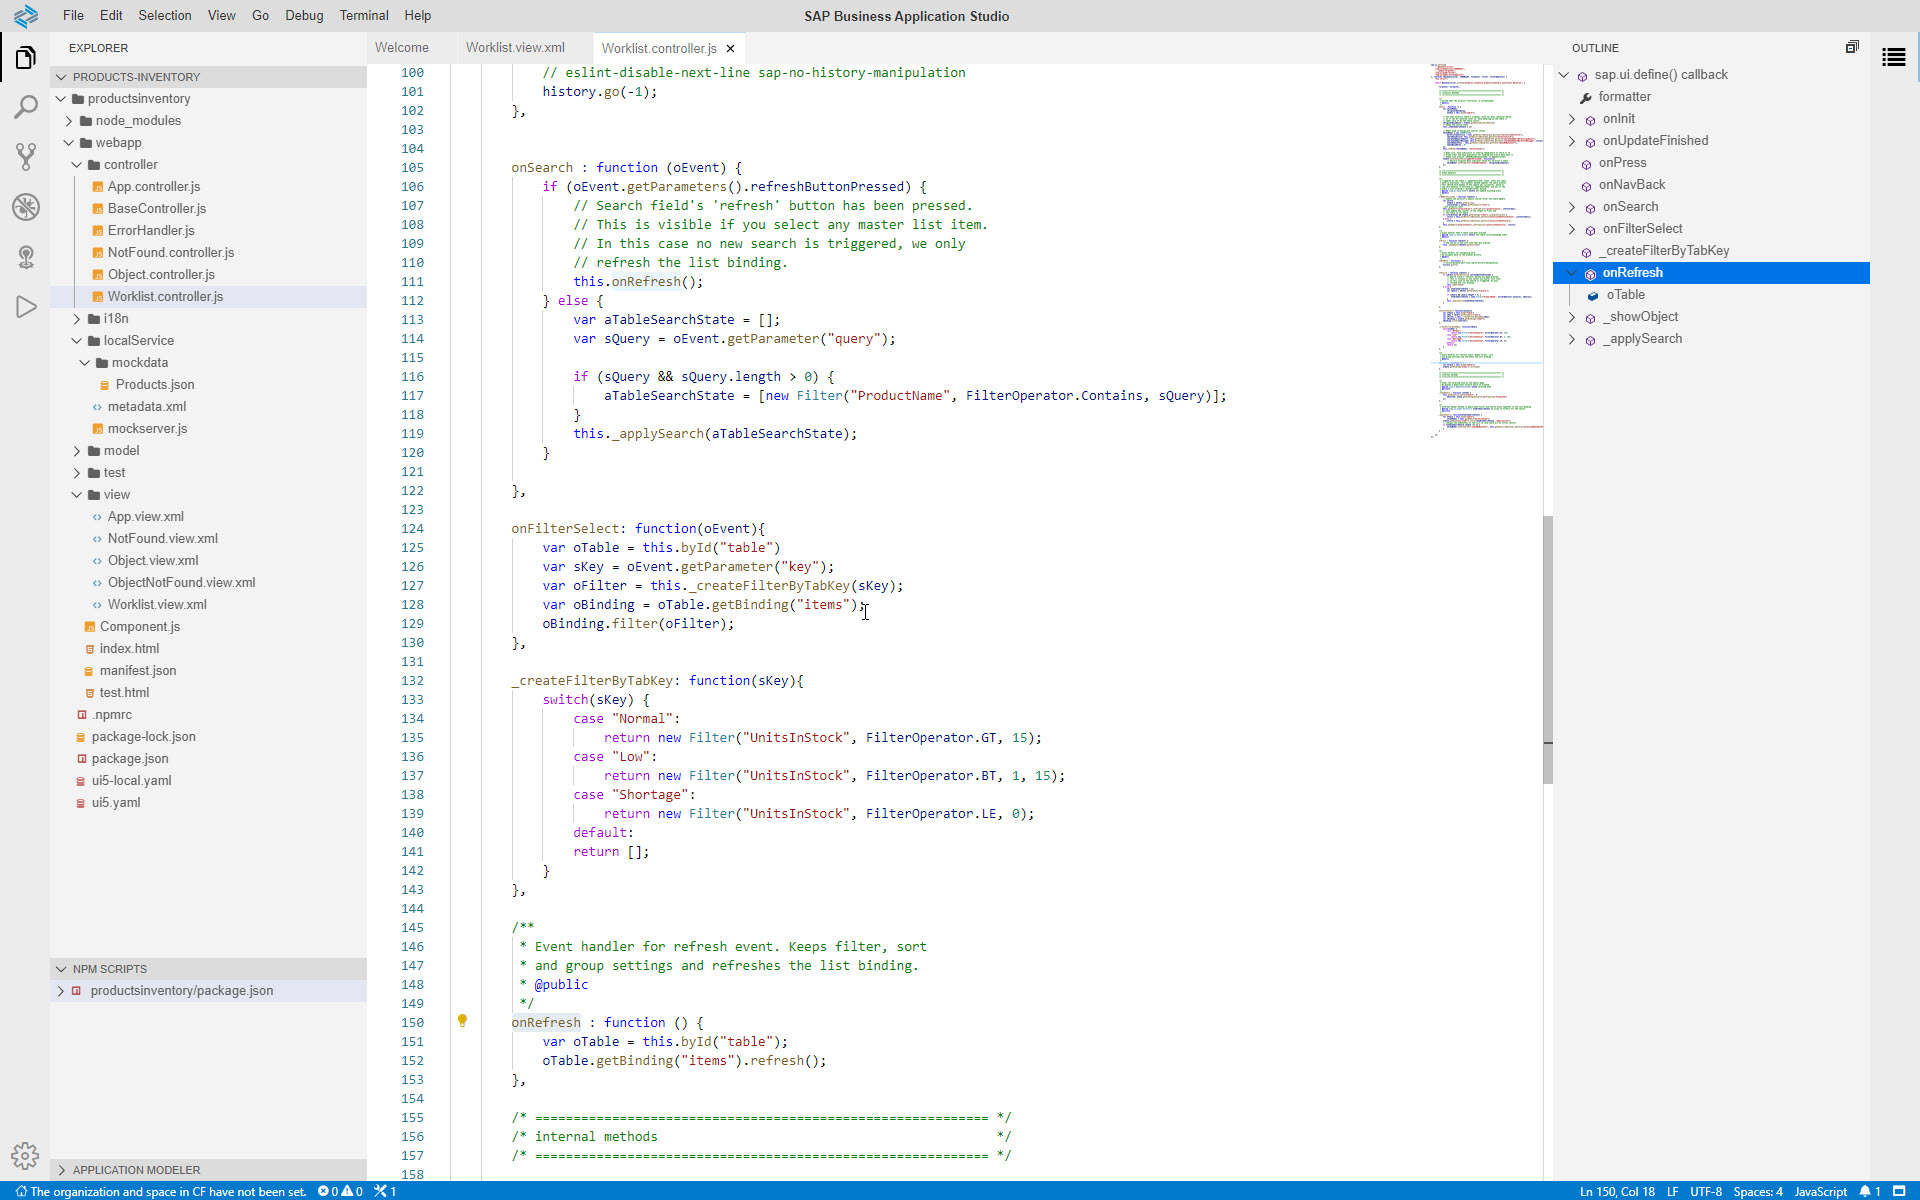 File Edit Selection View Go Debug Terminal Help
SAP Business Application Studio
EXPLORER
PRODUCTS-INVENTORY
productsinventory
node_modules
webapp
controller
App.controller.js
BaseController.js
ErrorHandler.js
NotFound.controller.js
Object.controller.js
Worklist.controller.js
i18n
localService
mockdata
Products.json
metadata.xml
mockserver.js
model
test
view
App.view.xml
NotFound.view.xml
Object.view.xml
ObjectNotFound.view.xml
Worklist.view.xml
Component.js
index.html
manifest.json
test.html
.npmrc
package-lock.json
package.json
ui5-local.yaml
ui5.yaml
NPM SCRIPTS
productsinventory/package.json
APPLICATION MODELER
Welcome Worklist.view.xml Worklist.controller.js
100 // eslint-disable-next-line sap-no-history-manipulation
101 history.go(-1);
102 },
103
104
105 onSearch : function (oEvent) {
106 if (oEvent.getParameters().refreshButtonPressed) {
107 // Search field's 'refresh' button has been pressed.
108 // This is visible if you select any master list item.
109 // In this case no new search is triggered, we only
110 // refresh the list binding.
111 this.onRefresh();
112 } else {
113 var aTableSearchState = [];
114 var sQuery = oEvent.getParameter("query");
115
116 if (sQuery && sQuery.length > 0) {
117 aTableSearchState = [new Filter("ProductName", FilterOperator.Contains, sQuery)];
118 }
119 this._applySearch(aTableSearchState);
120 }
121
122 },
123
124 onFilterSelect: function(oEvent){
125 var oTable = this.byId("table")
126 var sKey = oEvent.getParameter("key");
127 var oFilter = this._createFilterByTabKey(sKey);
128 var oBinding = oTable.getBinding("items");
129 oBinding.filter(oFilter);
130 },
131
132 _createFilterByTabKey: function(sKey){
133 switch(sKey) {
134 case "Normal":
135 return new Filter("UnitsInStock", FilterOperator.GT, 15);
136 case "Low":
137 return new Filter("UnitsInStock", FilterOperator.BT, 1, 15);
138 case "Shortage":
139 return new Filter("UnitsInStock", FilterOperator.LE, 0);
140 default:
141 return [];
142 }
143 },
144
145 /**
146 * Event handler for refresh event. Keeps filter, sort
147 * and group settings and refreshes the list binding.
148 * @public
149 */
150 onRefresh : function () {
151 var oTable = this.byId("table");
152 oTable.getBinding("items").refresh();
153 },
154
155 /* =========================================================== */
156 /* internal methods */
157 /* =========================================================== */
158
OUTLINE
sap.ui.define() callback
formatter
onInit
onUpdateFinished
onPress
onNavBack
onSearch
onFilterSelect
_createFilterByTabKey
onRefresh
oTable
_showObject
_applySearch
The organization and space in CF have not been set. 0 0 1
Ln 150, Col 18 LF UTF-8 Spaces: 4 JavaScript 1